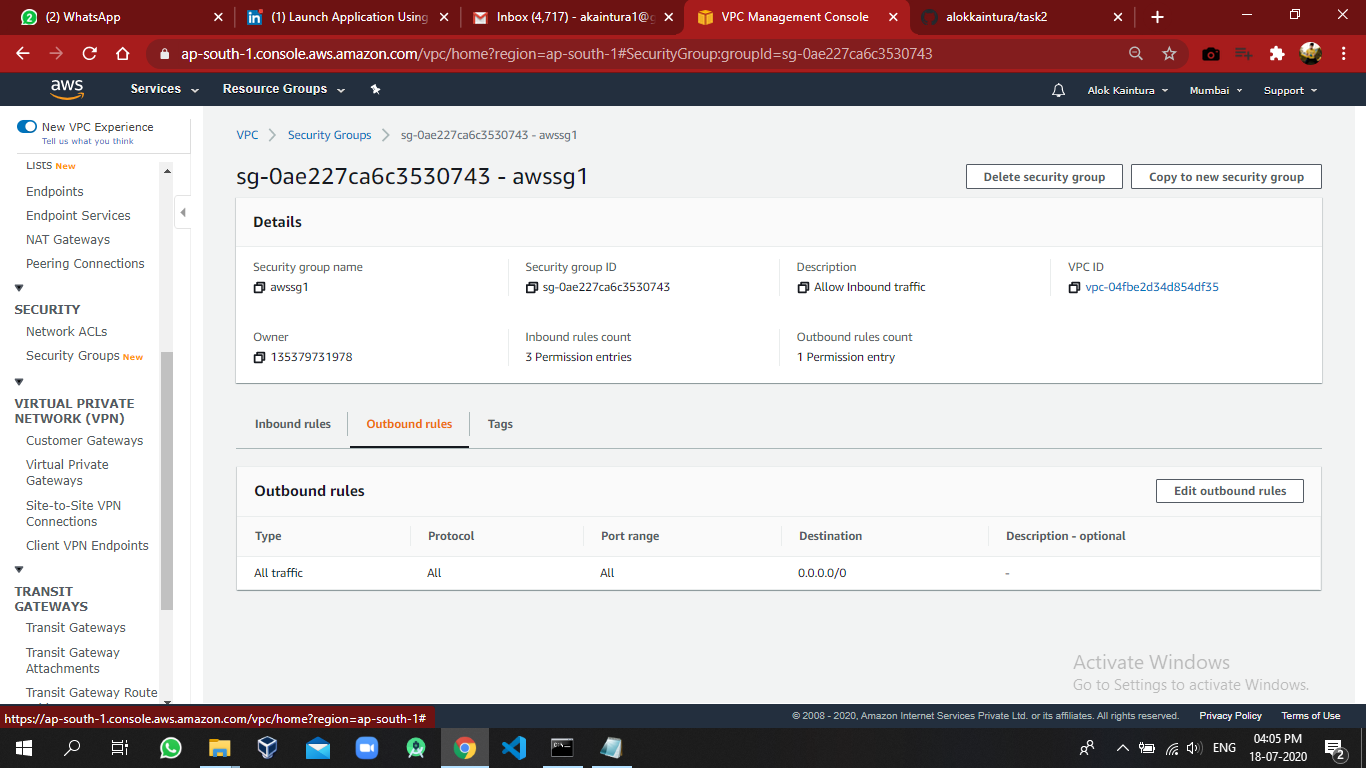 (2) WhatsApp
(1) Launch Application Using
Inbox (4,717) - akaintura1@g
VPC Management Console
alokkaintura/task2
ap-south-1.console.aws.amazon.com/vpc/home?region=ap-south-1#SecurityGroup:groupId=sg-0ae227ca6c3530743
aws
Services
Resource Groups
Alok Kaintura
Mumbai
Support
New VPC Experience
Tell us what you think
Lists New
Endpoints
Endpoint Services
NAT Gateways
Peering Connections
SECURITY
Network ACLs
Security Groups New
VIRTUAL PRIVATE
NETWORK (VPN)
Customer Gateways
Virtual Private
Gateways
Site-to-Site VPN
Connections
Client VPN Endpoints
TRANSIT
GATEWAYS
Transit Gateways
Transit Gateway
Attachments
Transit Gateway Route
VPC
Security Groups
sg-0ae227ca6c3530743 - awssg1
sg-0ae227ca6c3530743 - awssg1
Delete security group
Copy to new security group
Details
Security group name
awssg1
Security group ID
sg-0ae227ca6c3530743
Description
Allow Inbound traffic
VPC ID
vpc-04fbe2d34d854df35
Owner
135379731978
Inbound rules count
3 Permission entries
Outbound rules count
1 Permission entry
Inbound rules
Outbound rules
Tags
Outbound rules
Edit outbound rules
Type Protocol Port range Destination Description - optional
All traffic All All 0.0.0.0/0 -
Activate Windows
Go to Settings to activate Windows.
https://ap-south-1.console.aws.amazon.com/vpc/home?region=ap-south-1#
© 2008 - 2020, Amazon Internet Services Private Ltd. or its affiliates. All rights reserved.
Privacy Policy
Terms of Use
ENG
04:05 PM
18-07-2020
2